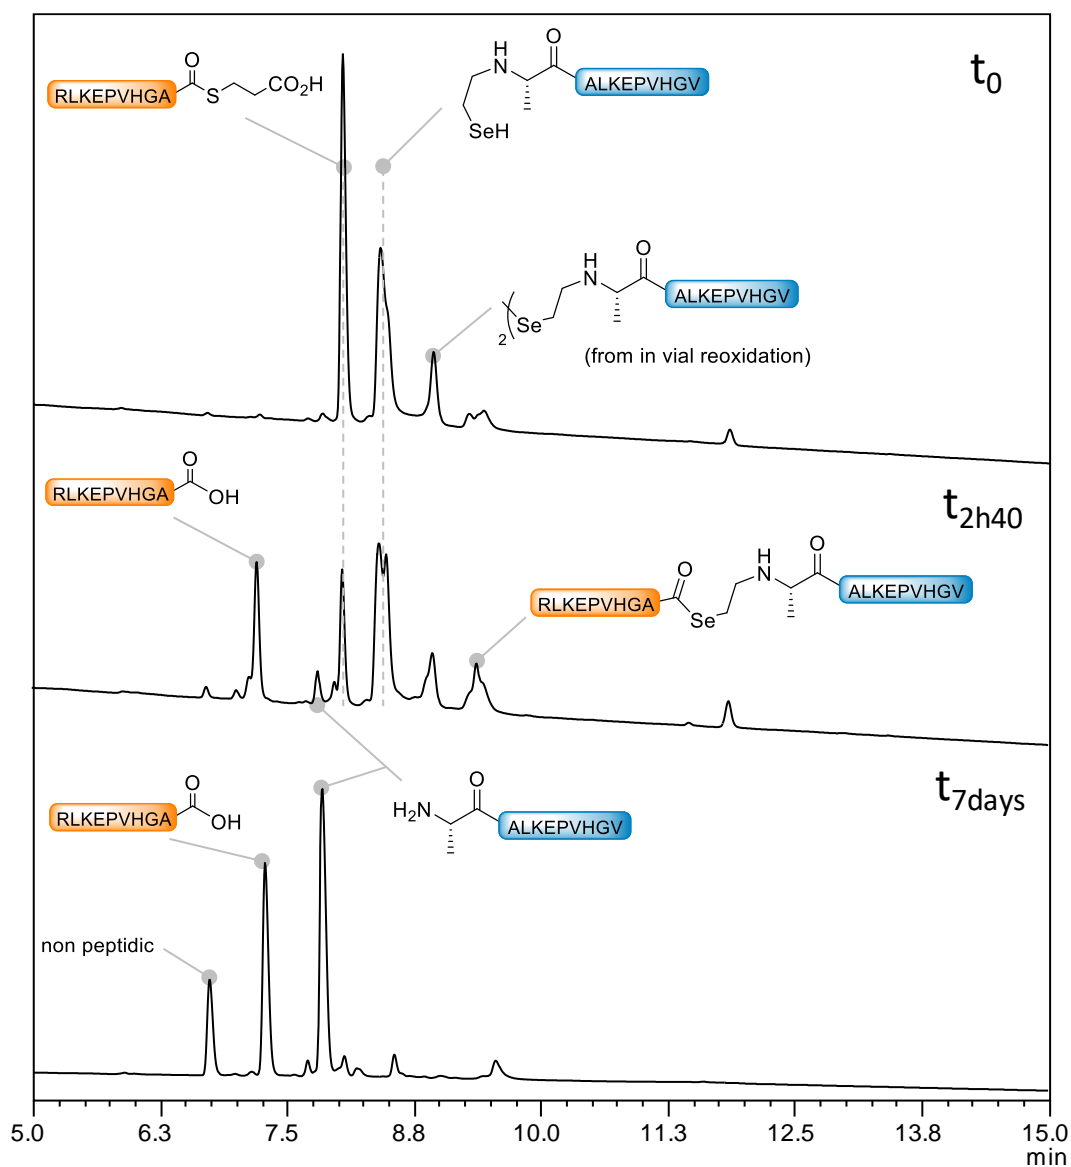 t0
O
S
CO2H
RLKEPVHGA
H
N
O
SeH
ALKEPVHGV
H
N
O
Se
2
ALKEPVHGV
(from in vial reoxidation)
t2h40
O
OH
RLKEPVHGA
O
Se
H
N
O
RLKEPVHGA
ALKEPVHGV
t7days
O
OH
RLKEPVHGA
H2N
O
ALKEPVHGV
non peptidic
5.0 6.3 7.5 8.8 10.0 11.3 12.5 13.8 15.0
min